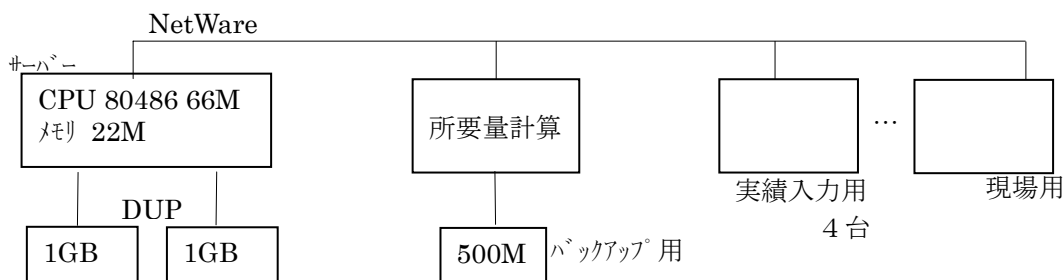 NetWare
サーバー
CPU 80486 66M
メモリ 22M
所要量計算
…
実績入力用
4台
現場用
DUP
1GB
1GB
500M
バックアップ用